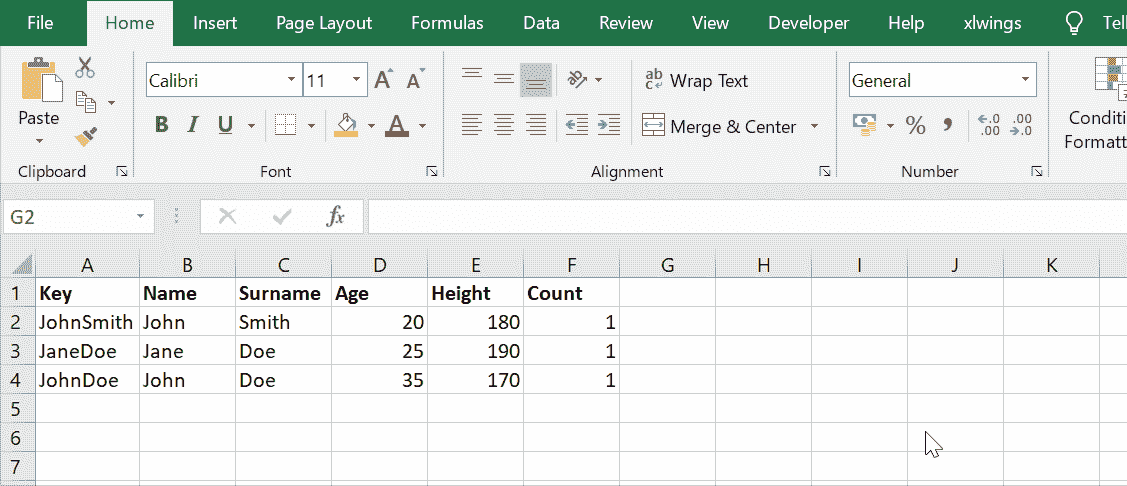 File Home Insert Page Layout Formulas Data Review View Developer Help xlwings Tell
Calibri 11 A A ab c Wrap Text General
Paste B I U A Merge & Center % , .0 .00 .00 .0 Conditi
Formatt
Clipboard Font Alignment Number
G2 fx
A B C D E F G H I J K
1 Key Name Surname Age Height Count
2 JohnSmith John Smith 20 180 1
3 JaneDoe Jane Doe 25 190 1
4 JohnDoe John Doe 35 170 1
5
6
7